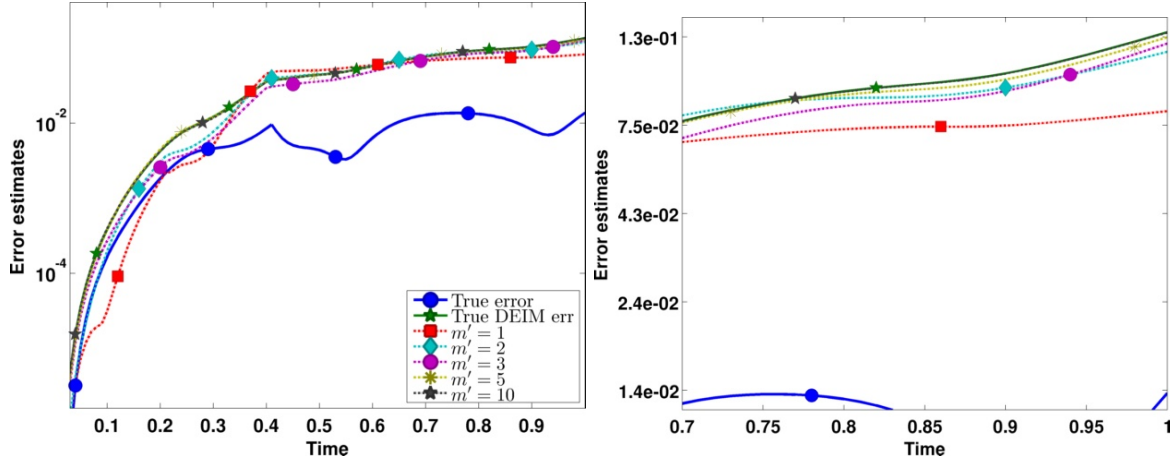 Error estimates
10^-2
10^-4
0.1 0.2 0.3 0.4 0.5 0.6 0.7 0.8 0.9
Time
True error
True DEIM err
m′ = 1
m′ = 2
m′ = 3
m′ = 5
m′ = 10
Error estimates
1.3e-01
7.5e-02
4.3e-02
2.4e-02
1.4e-02
0.7 0.75 0.8 0.85 0.9 0.95 1
Time